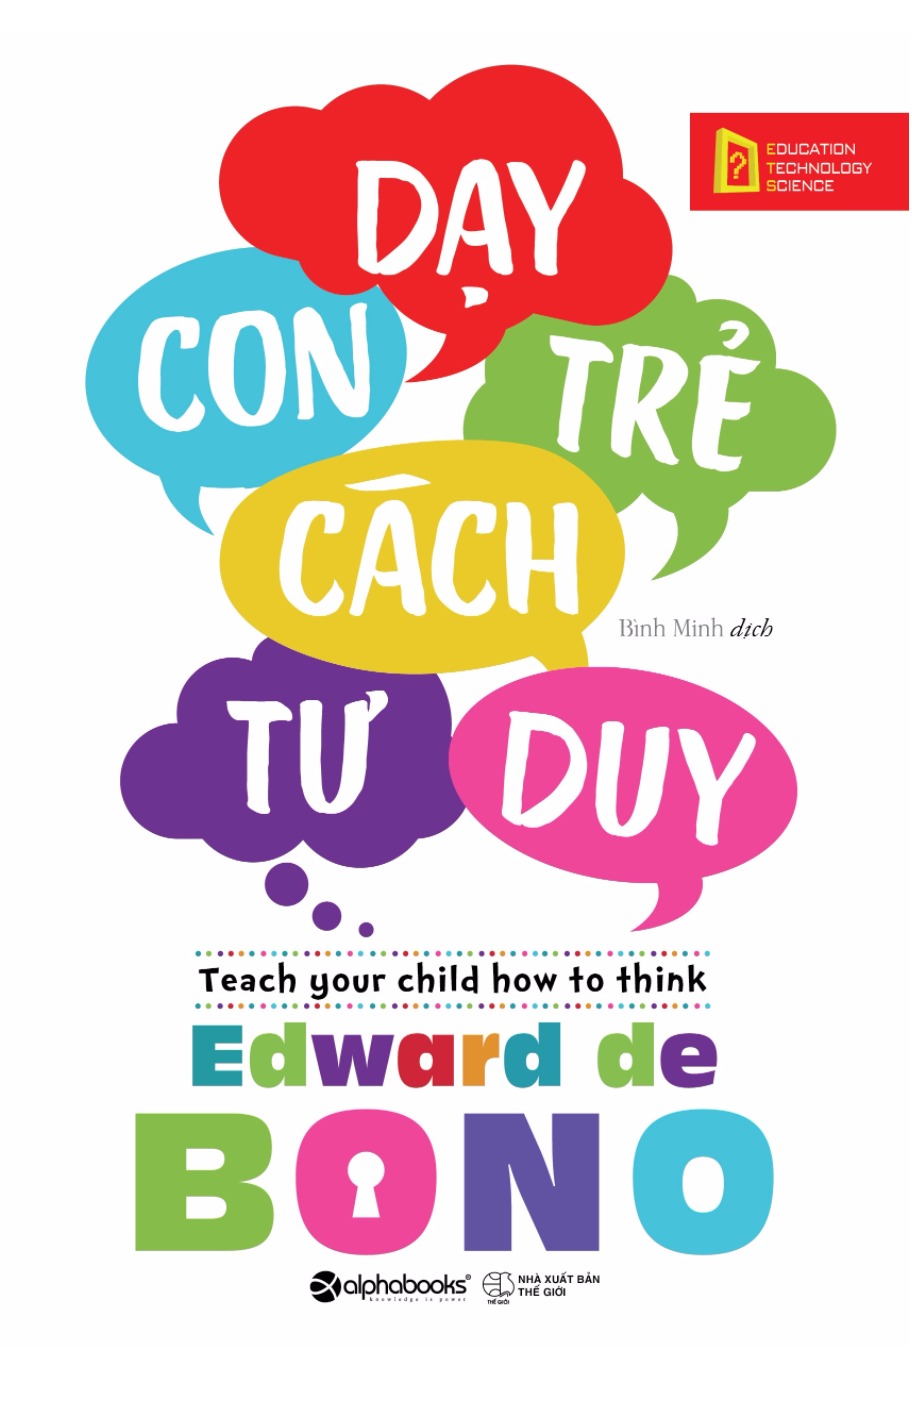 DẠY
EDUCATION
TECHNOLOGY
SCIENCE
CON
TRẺ
CÁCH
Bình Minh dịch
TƯ
DUY
Teach your child how to think
Edward de
BONO
alphabooks®
knowledge is power
NHÀ XUẤT BẢN
THẾ GIỚI
THẾ GIỚI